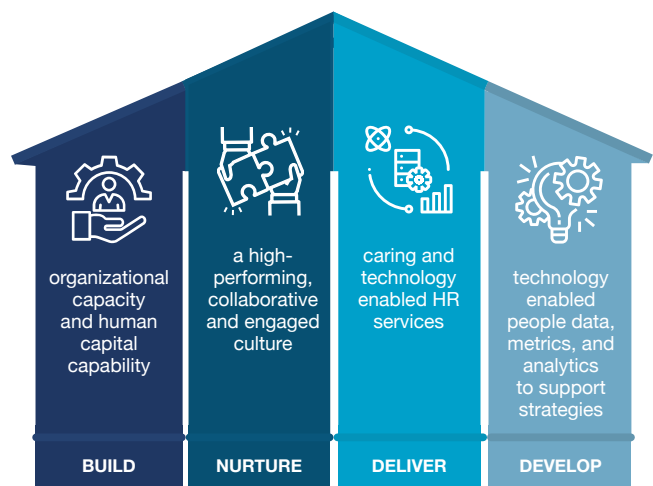 organizational
capacity
and human
capital
capability
BUILD
a high-
performing,
collaborative
and engaged
culture
NURTURE
caring and
technology
enabled HR
services
DELIVER
technology
enabled
people data,
metrics, and
analytics
to support
strategies
DEVELOP